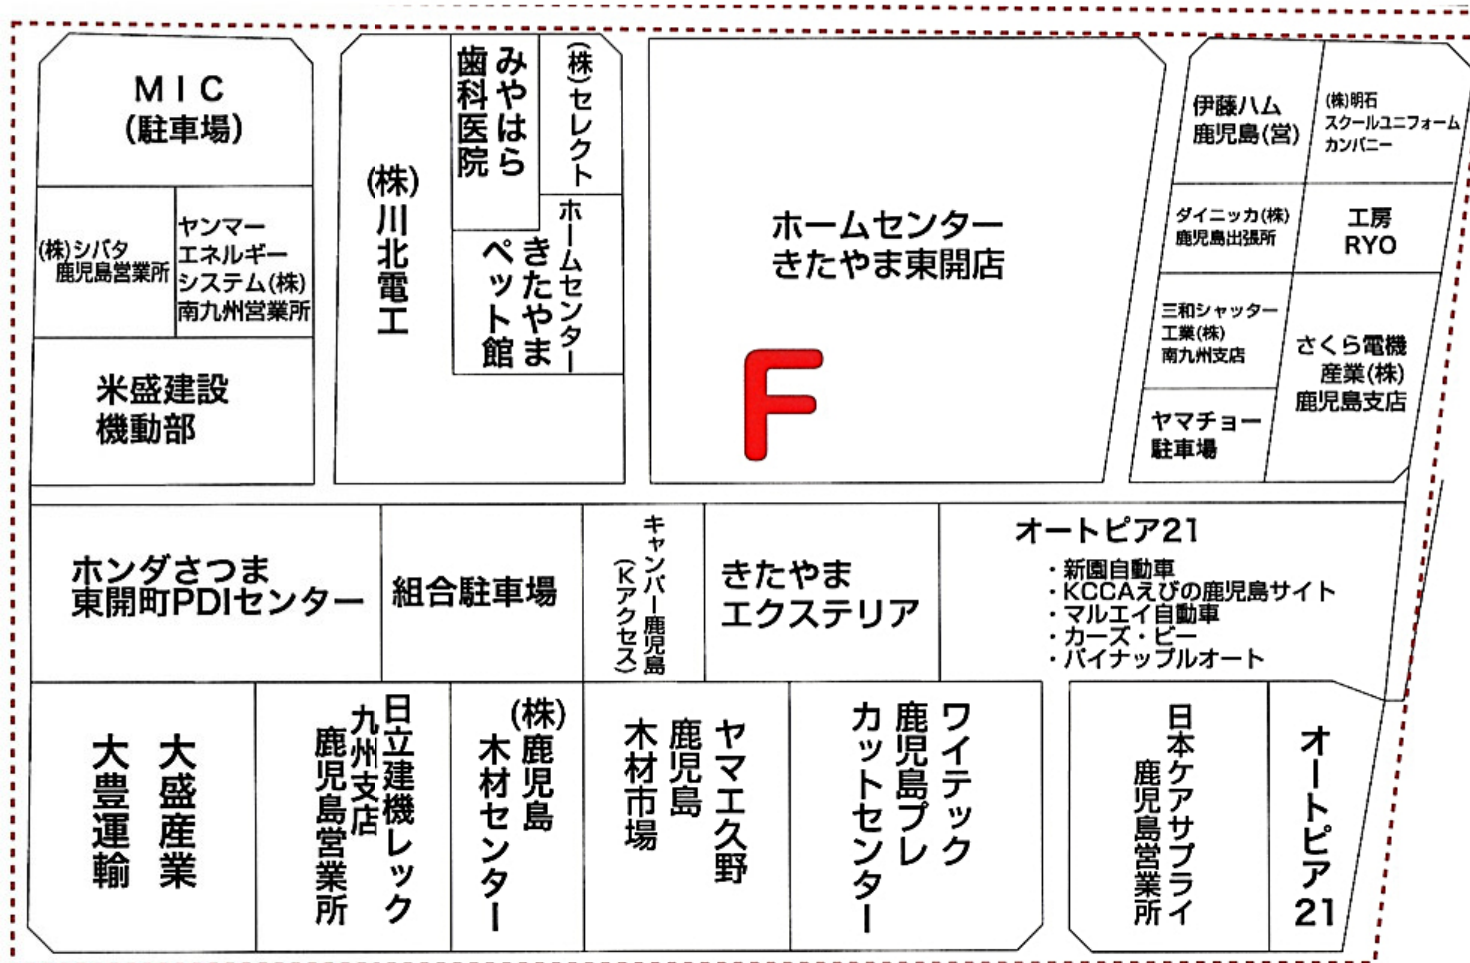 MIC
(駐車場)
(株)シバタ
鹿児島営業所
ヤンマー
エネルギー
システム(株)
南九州営業所
米盛建設
機動部
(株)川北電工
みやはら
歯科医院
(株)セレクト
ホームセンター
きたやま
ペット館
ホームセンター
きたやま東開店
F
伊藤ハム
鹿児島(営)
(株)明石
スクールユニフォーム
カンパニー
ダイニッカ(株)
鹿児島出張所
工房
RYO
三和シャッター
工業(株)
南九州支店
さくら電機
産業(株)
鹿児島支店
ヤマチョー
駐車場
ホンダさつま
東開町PDIセンター
組合駐車場
キャンバー鹿児島
(Kアクセス)
きたやま
エクステリア
オートピア21
・新園自動車
・KCCAえびの鹿児島サイト
・マルエイ自動車
・カーズ・ビー
・パイナップルオート
大盛産業
大豊運輸
日立建機レック
九州支店
鹿児島営業所
(株)鹿児島
木材センター
ヤマエ久野
鹿児島
木材市場
ワイテック
鹿児島プレ
カットセンター
日本ケアサプライ
鹿児島営業所
オートピア21